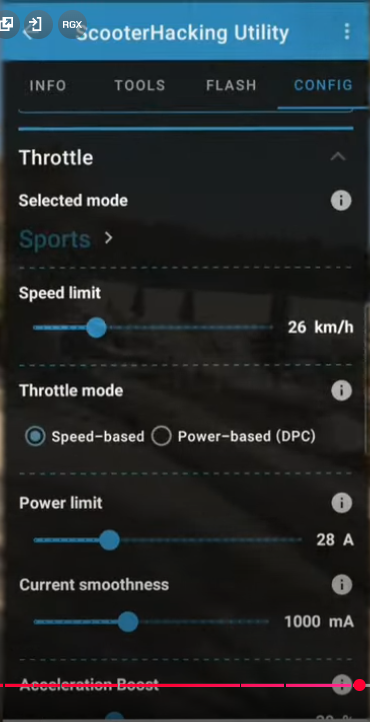 RGX
ScooterHacking Utility
INFO TOOLS FLASH CONFIG
Throttle
Selected mode
Sports
Speed limit
26 km/h
Throttle mode
Speed-based Power-based (DPC)
Power limit
28 A
Current smoothness
1000 mA
Acceleration Boost